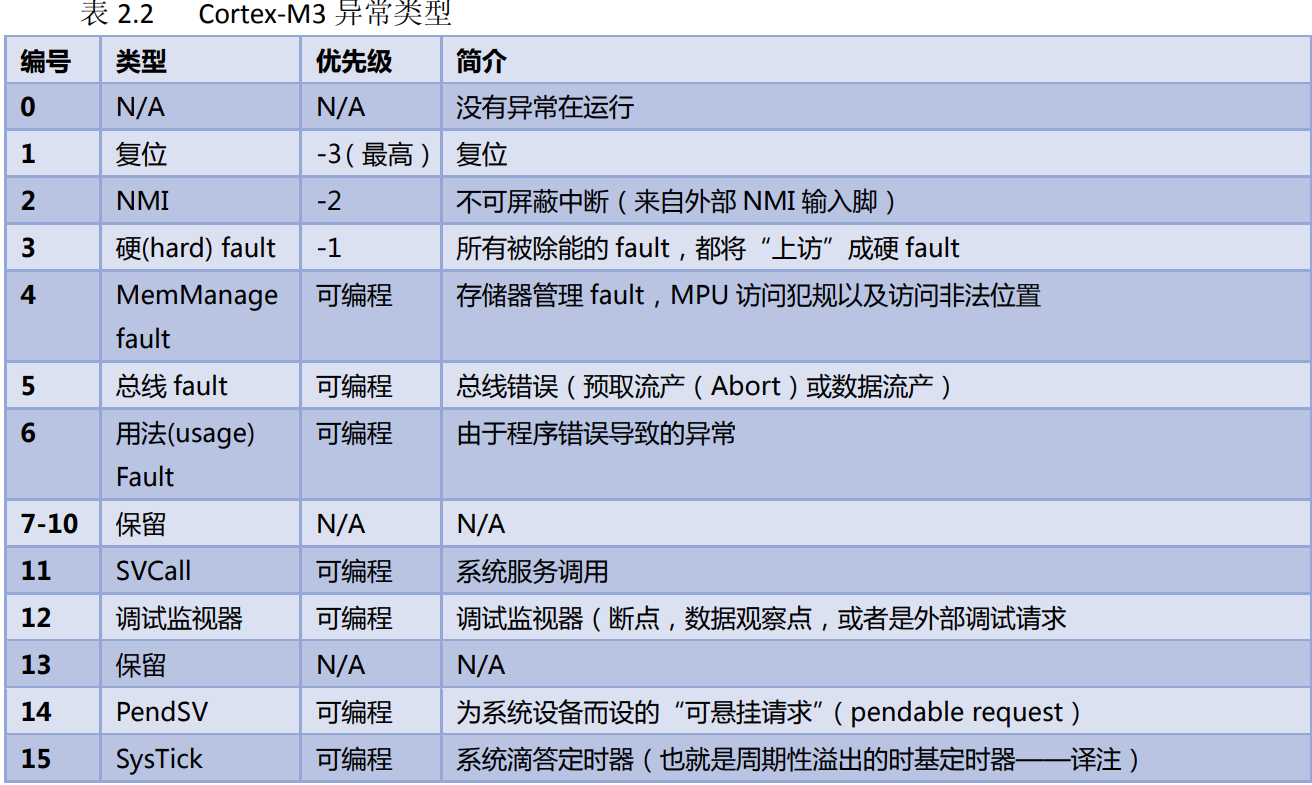 表 2.2 Cortex-M3 异常类型
编号 类型 优先级 简介
0 N/A N/A 没有异常在运行
1 复位 -3（最高） 复位
2 NMI -2 不可屏蔽中断（来自外部 NMI 输入脚）
3 硬(hard) fault -1 所有被除能的 fault，都将“上访”成硬 fault
4 MemManage 可编程 存储器管理 fault，MPU 访问犯规以及访问非法位置
fault
5 总线 fault 可编程 总线错误（预取流产（Abort）或数据流产）
6 用法(usage) 可编程 由于程序错误导致的异常
Fault
7-10 保留 N/A N/A
11 SVCall 可编程 系统服务调用
12 调试监视器 可编程 调试监视器（断点，数据观察点，或者是外部调试请求
13 保留 N/A N/A
14 PendSV 可编程 为系统设备而设的“可悬挂请求”（pendable request）
15 SysTick 可编程 系统滴答定时器（也就是周期性溢出的时基定时器——译注）